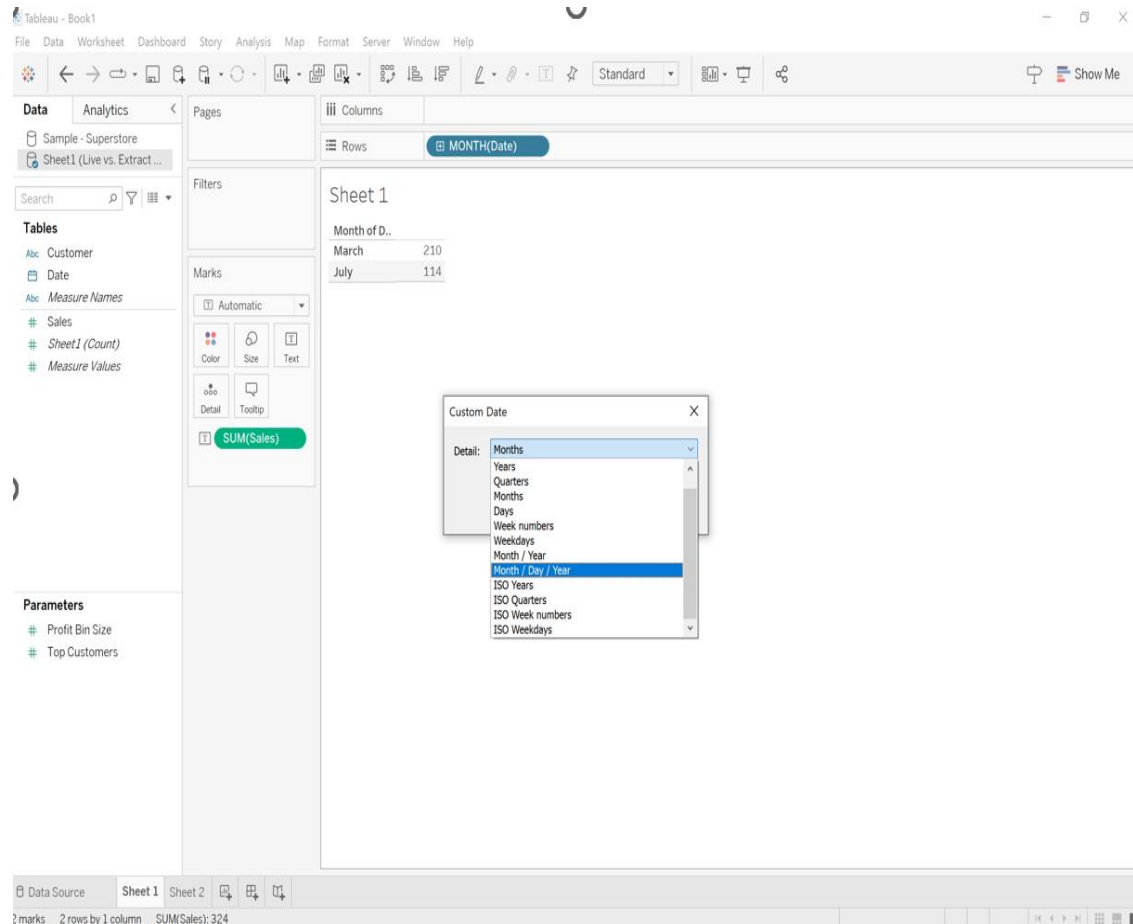 Tableau - Book1
File Data Worksheet Dashboard Story Analysis Map Format Server Window Help
Standard
Show Me
Data Analytics
Sample - Superstore
Sheet1 (Live vs. Extract ...
Search
Tables
Abc Customer
Date
Abc Measure Names
# Sales
# Sheet1 (Count)
# Measure Values
Parameters
# Profit Bin Size
# Top Customers
Pages
Filters
Marks
Automatic
Color Size Text
Detail Tooltip
SUM(Sales)
Columns
Rows MONTH(Date)
Sheet 1
Month of D..
March 210
July 114
Custom Date X
Detail: Months
Years
Quarters
Months
Days
Week numbers
Weekdays
Month / Year
Month / Day / Year
ISO Years
ISO Quarters
ISO Week numbers
ISO Weekdays
Data Source Sheet 1 Sheet 2
2 marks 2 rows by 1 column SUM(Sales): 324